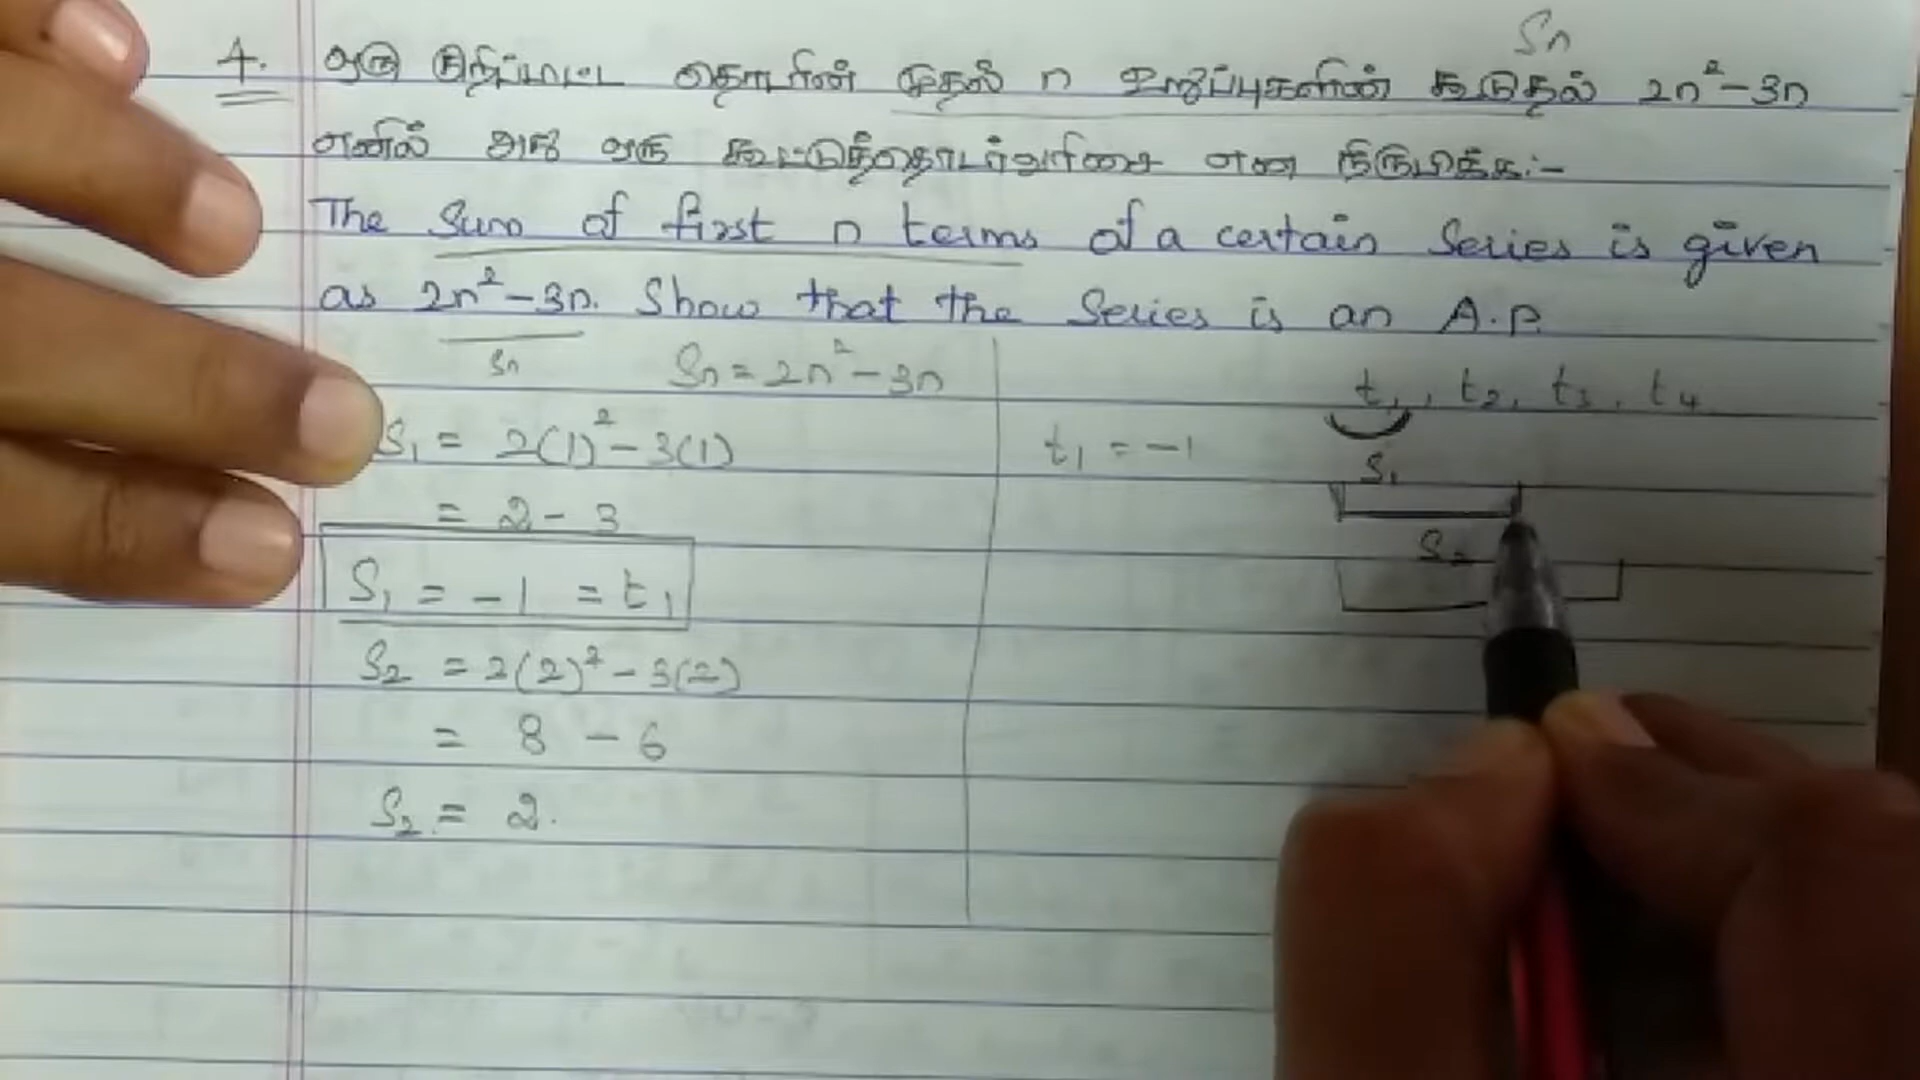 Sn
4. ஒரு குறிப்பிட்ட தொடரின் முதல் n உறுப்புகளின் கூடுதல் 2n²-3n
எனில் அது ஒரு கூட்டுத்தொடர்வரிசை என நிரூபிக்க:-
The Sum of first n terms of a certain Series is given
as 2n²-3n. Show that the Series is an A.P.
Sn
Sn = 2n²-3n
S₁ = 2(1)²-3(1)
= 2-3
S₁ = -1 = t₁
S₂ = 2(2)²-3(2)
= 8-6
S₂ = 2.
t₁, t₂, t₃, t₄
t₁ = -1
S₁
S₂